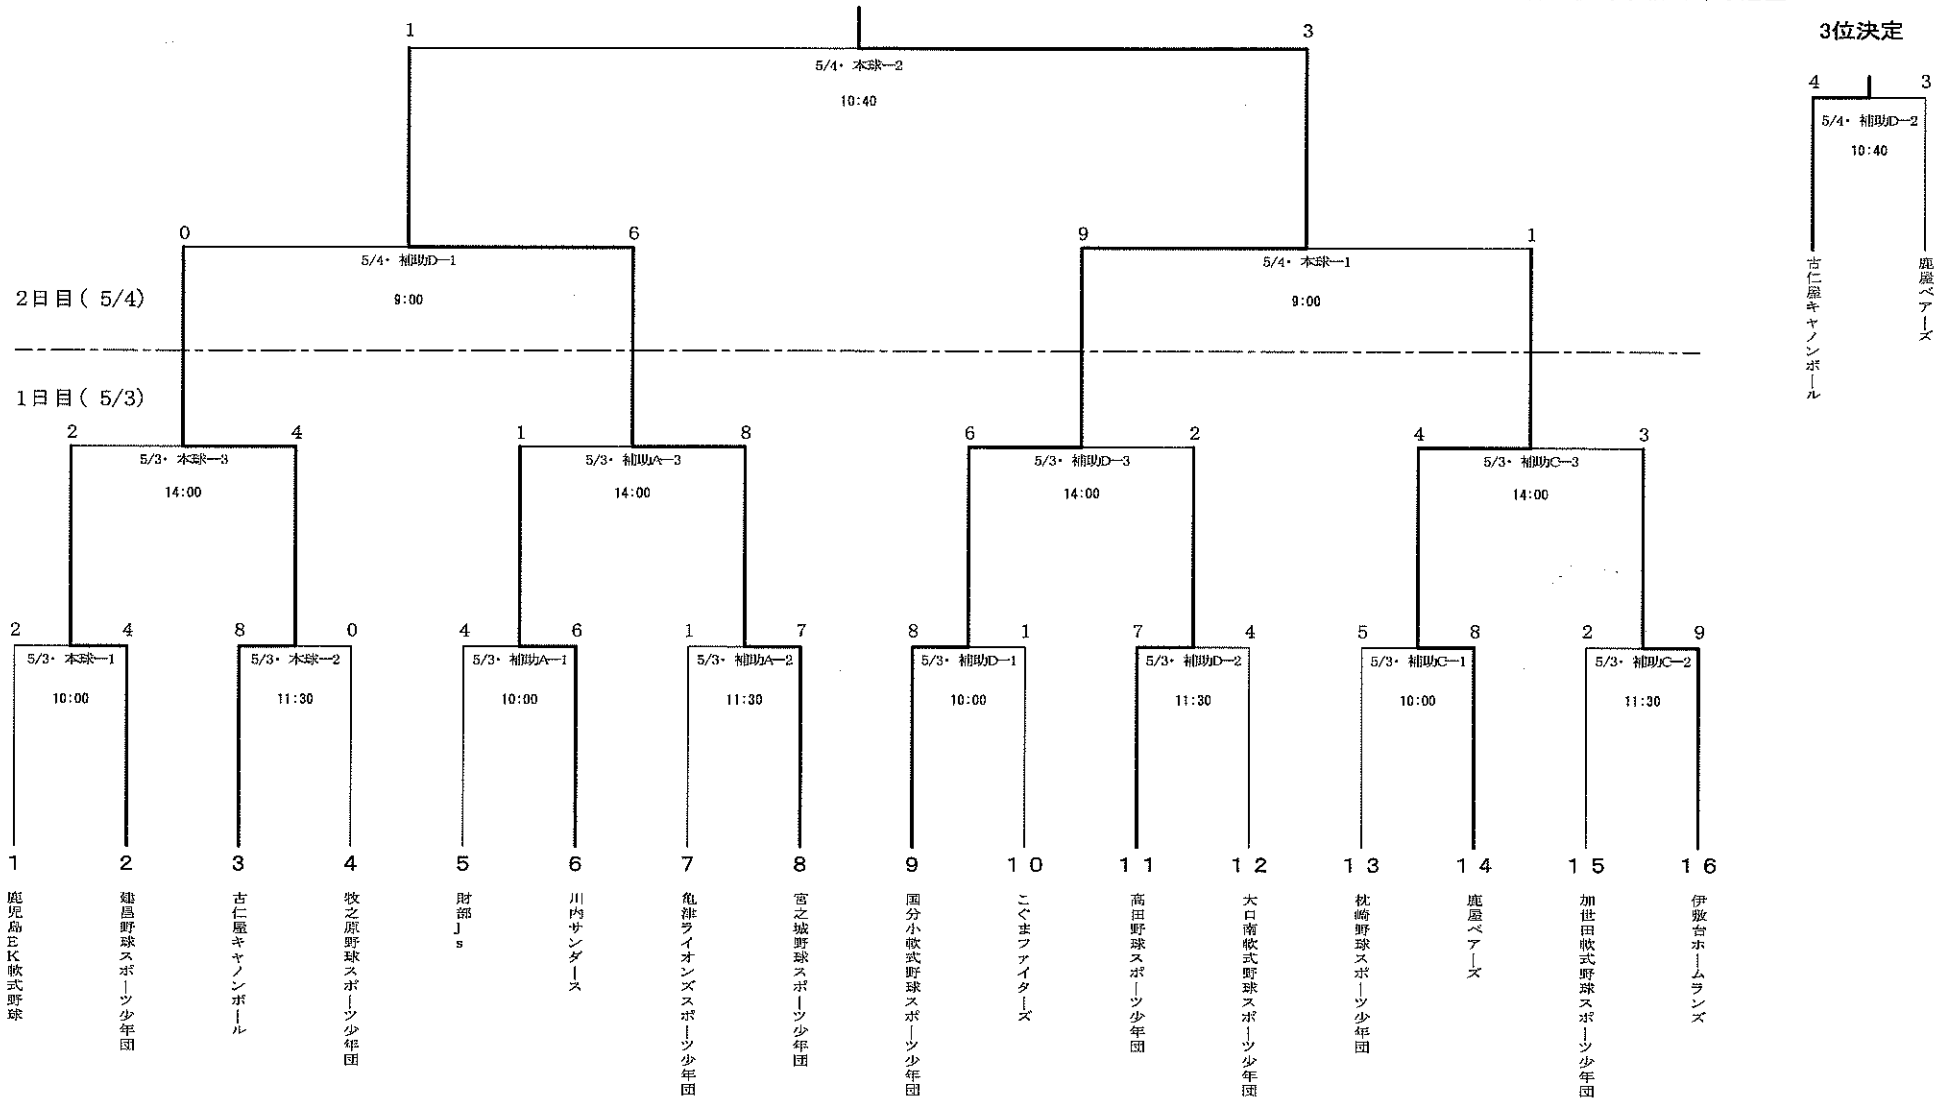 3位決定
1 3
5/4・ 本球ー2
10:40
4 3
5/4・ 補助D一2
10:40
古仁屋キャノンボール
鹿屋ベアーズ
0 6 9 1
5/4・ 補助D一1 5/4・ 本球ー1
9:00 9:00
2日目( 5/4)
1日目( 5/3)
2 4 1 8 6 2 4 3
5/3・ 本球ー3 5/3・ 補助A一3 5/3・ 補助D一3 5/3・ 補助C一3
14:00 14:00 14:00 14:00
2 4 8 0 4 6 1 7 8 1 7 4 5 8 2 9
5/3・ 本球ー1 5/3・ 本球ー2 5/3・ 補助A一1 5/3・ 補助A一2 5/3・ 補助D一1 5/3・ 補助D一2 5/3・ 補助C一1 5/3・ 補助C一2
10:00 11:30 10:00 11:30 10:00 11:30 10:00 11:30
1 2 3 4 5 6 7 8 9 10 11 12 13 14 15 16
鹿児島EK軟式野球
建昌野球スポーツ少年団
古仁屋キャノンボール
牧之原野球スポーツ少年団
財部Js
川内サンダース
亀津ライオンズスポーツ少年団
宮之城野球スポーツ少年団
国分小軟式野球スポーツ少年団
こぐまファイターズ
高田野球スポーツ少年団
大口南軟式野球スポーツ少年団
枕崎野球スポーツ少年団
鹿屋ベアーズ
加世田軟式野球スポーツ少年団
伊敷台ホームランズ